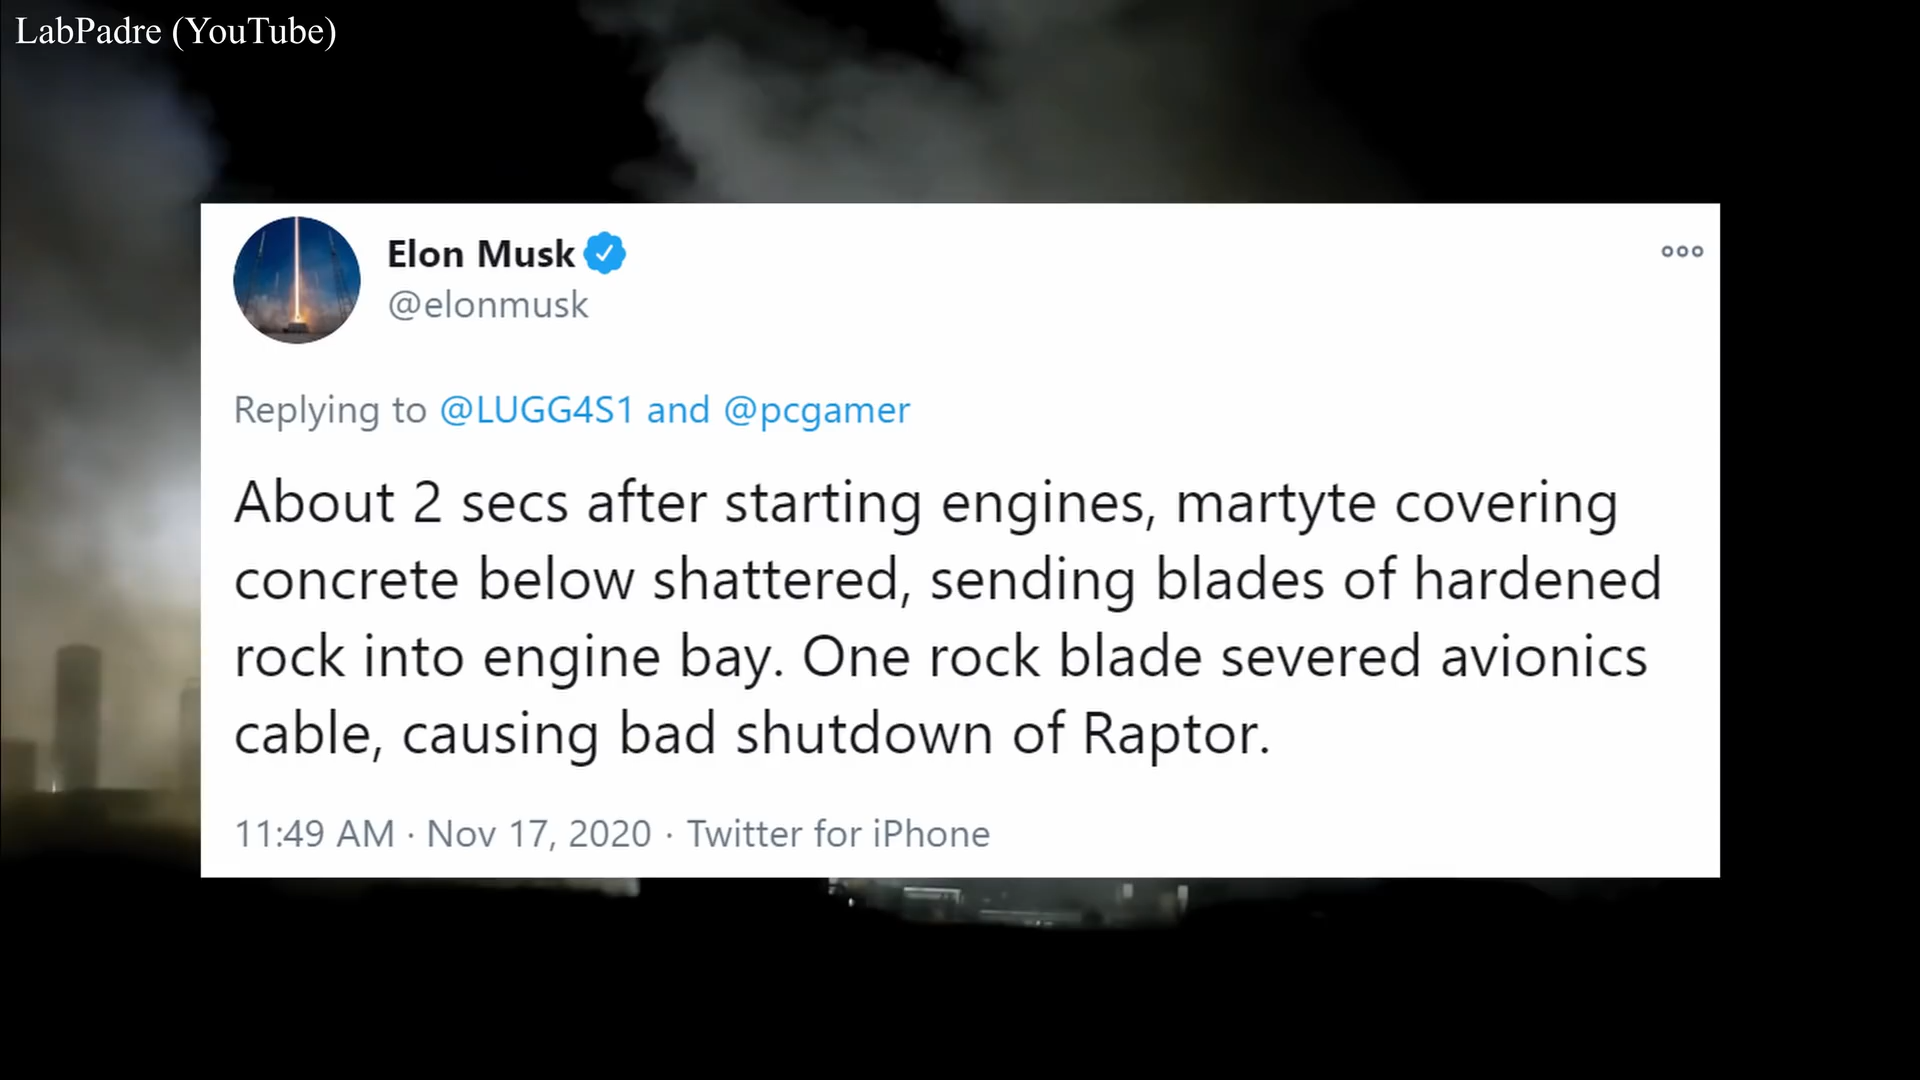 LabPadre (YouTube)
Elon Musk
@elonmusk
Replying to @LUGG4S1 and @pcgamer
About 2 secs after starting engines, martyte covering
concrete below shattered, sending blades of hardened
rock into engine bay. One rock blade severed avionics
cable, causing bad shutdown of Raptor.
11:49 AM · Nov 17, 2020 · Twitter for iPhone